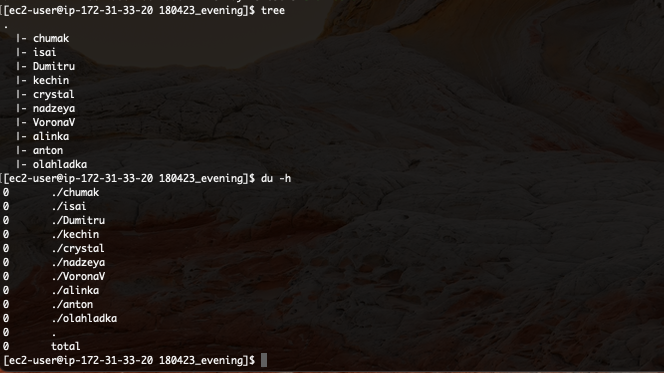 [[ec2-user@ip-172-31-33-20 180423_evening]$ tree
.
|- chumak
|- isai
|- Dumitru
|- kechin
|- crystal
|- nadzeya
|- VoronaV
|- alinka
|- anton
|- olahladka
[[ec2-user@ip-172-31-33-20 180423_evening]$ du -h
0 ./chumak
0 ./isai
0 ./Dumitru
0 ./kechin
0 ./crystal
0 ./nadzeya
0 ./VoronaV
0 ./alinka
0 ./anton
0 ./olahladka
0 .
0 total
[ec2-user@ip-172-31-33-20 180423_evening]$